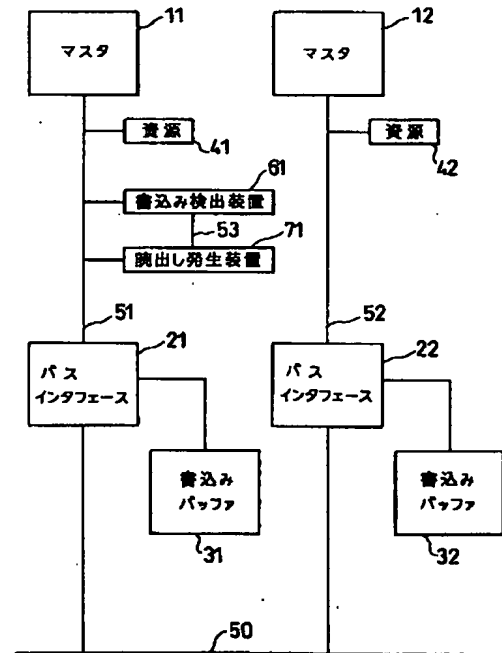 11
12
マスタ
マスタ
資源
資源
41
42
61
書込み検出装置
53
71
読出し発生装置
51
52
21
22
バス
インタフェース
バス
インタフェース
書込み
バッファ
書込み
バッファ
31
32
50